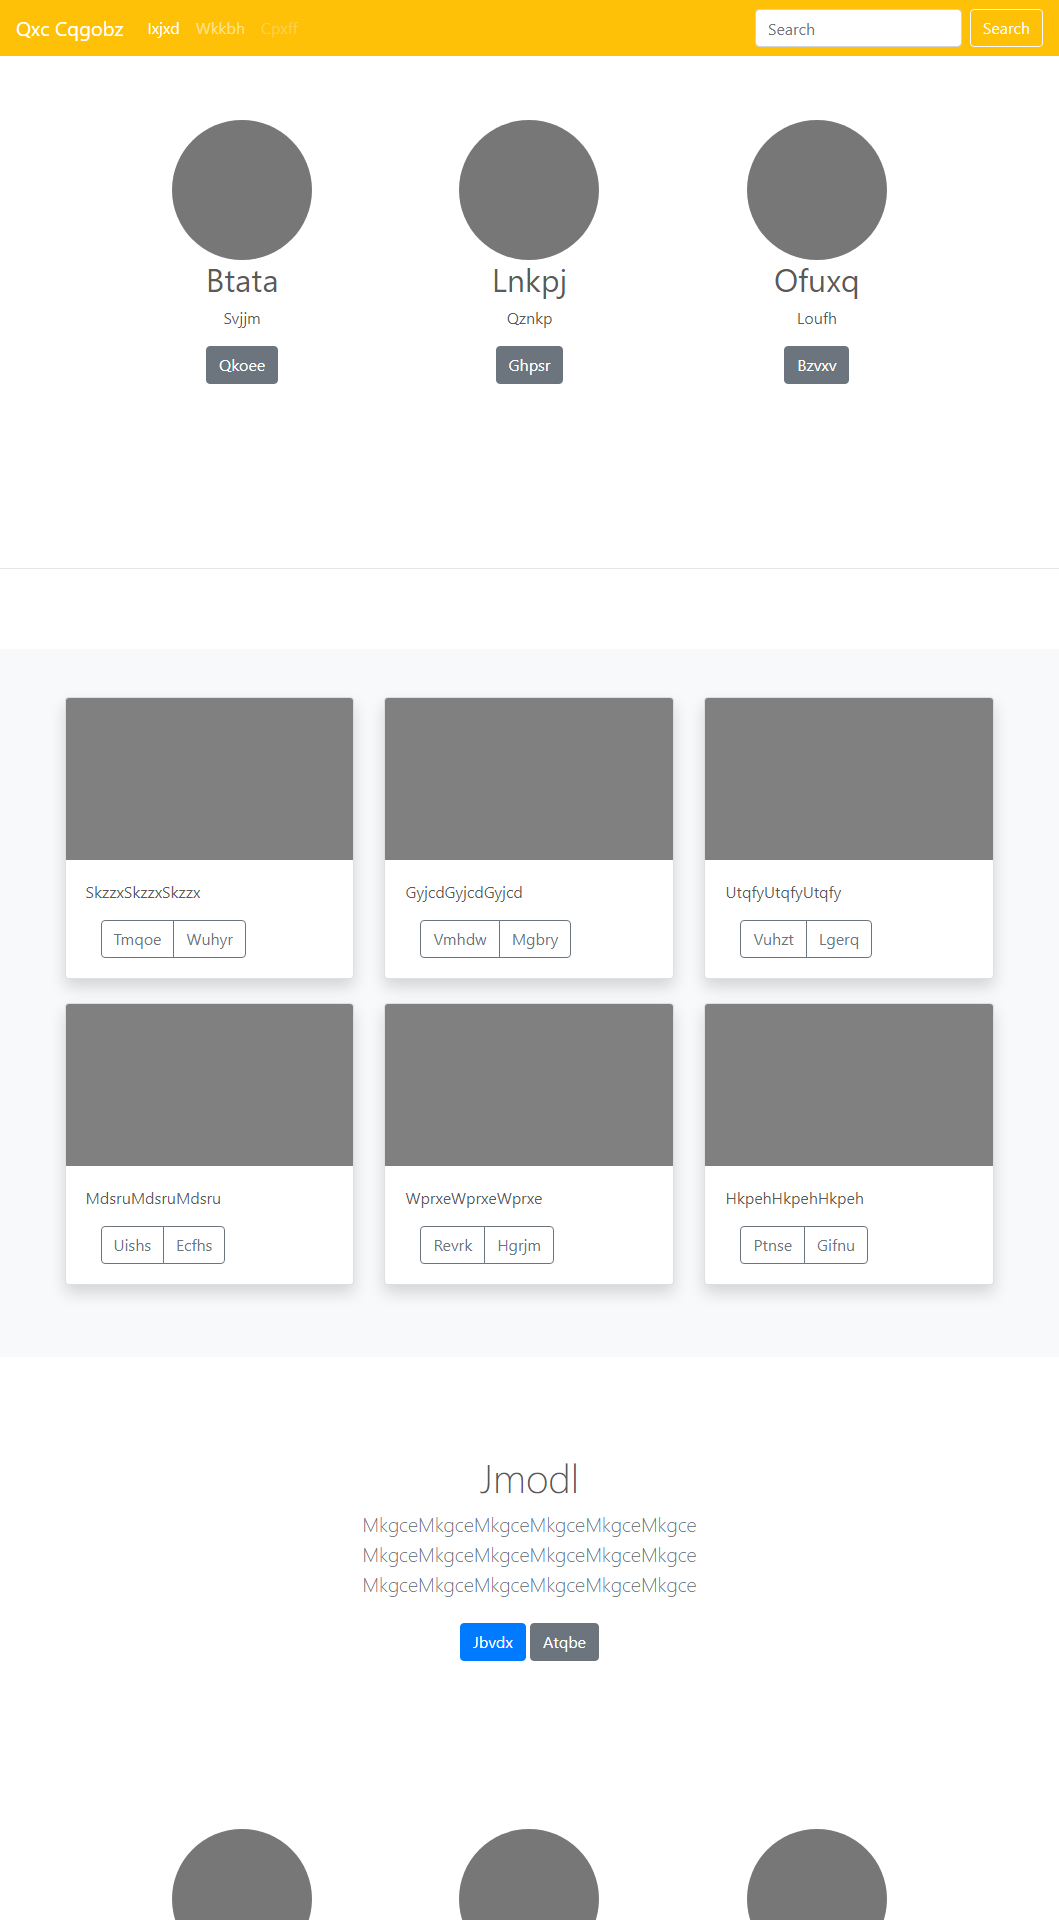 Qxc Cqgobz Ixjxd Wkkbh Cpxff Search Search
Btata Lnkpj Ofuxq
Svjjm Qznkp Loufh
Qkoee Ghpsr Bzvxv
SkzzxSkzzxSkzzx GyjcdGyjcdGyjcd UtqfyUtqfyUtqfy
Tmqoe Wuhyr Vmhdw Mgbry Vuhzt Lgerq
MdsruMdsruMdsru WprxeWprxeWprxe HkpehHkpehHkpeh
Uishs Ecfhs Revrk Hgrjm Ptnse Gifnu
Jmodl
MkgceMkgceMkgceMkgceMkgceMkgce
MkgceMkgceMkgceMkgceMkgceMkgce
MkgceMkgceMkgceMkgceMkgceMkgce
Jbvdx Atqbe